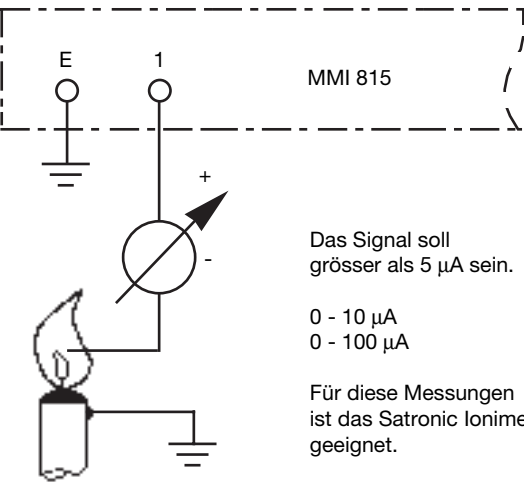 E 1
MMI 815
+
-
Das Signal soll
grösser als 5 µA sein.
0 - 10 µA
0 - 100 µA
Für diese Messungen
ist das Satronic Ionime
geeignet.